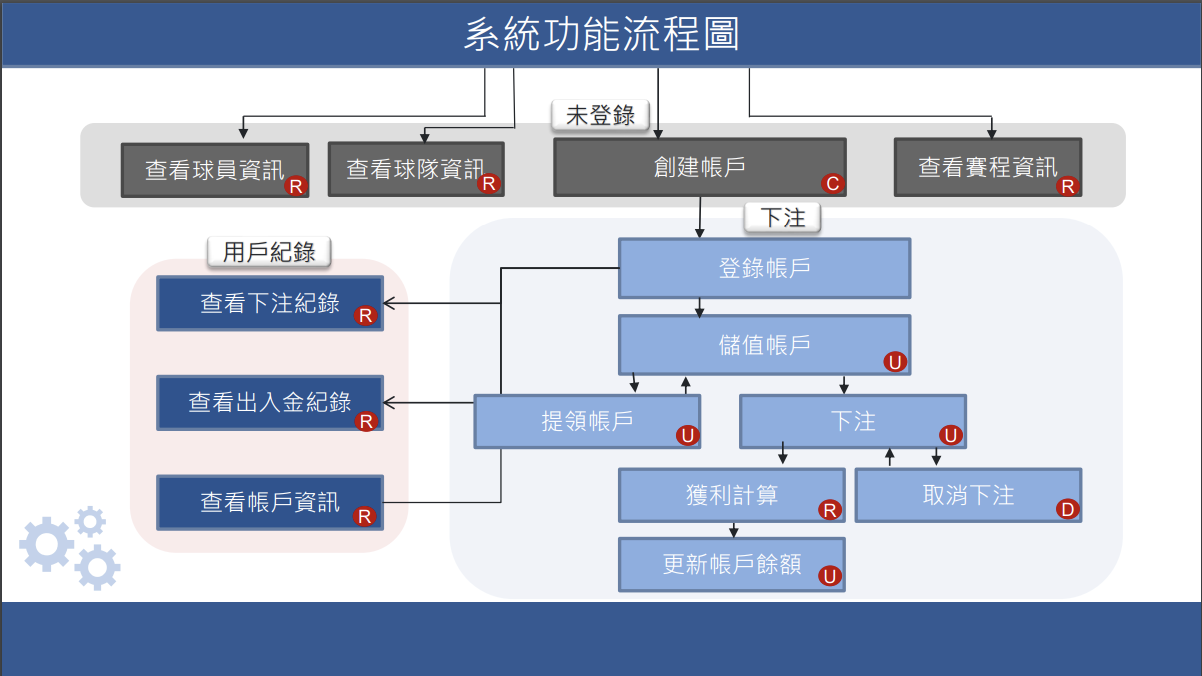 系統功能流程圖
未登錄
查看球員資訊
R
查看球隊資訊
R
創建帳戶
C
查看賽程資訊
R
下注
用戶紀錄
登錄帳戶
查看下注紀錄
R
儲值帳戶
U
查看出入金紀錄
R
提領帳戶
U
下注
U
查看帳戶資訊
R
獲利計算
R
取消下注
D
更新帳戶餘額
U